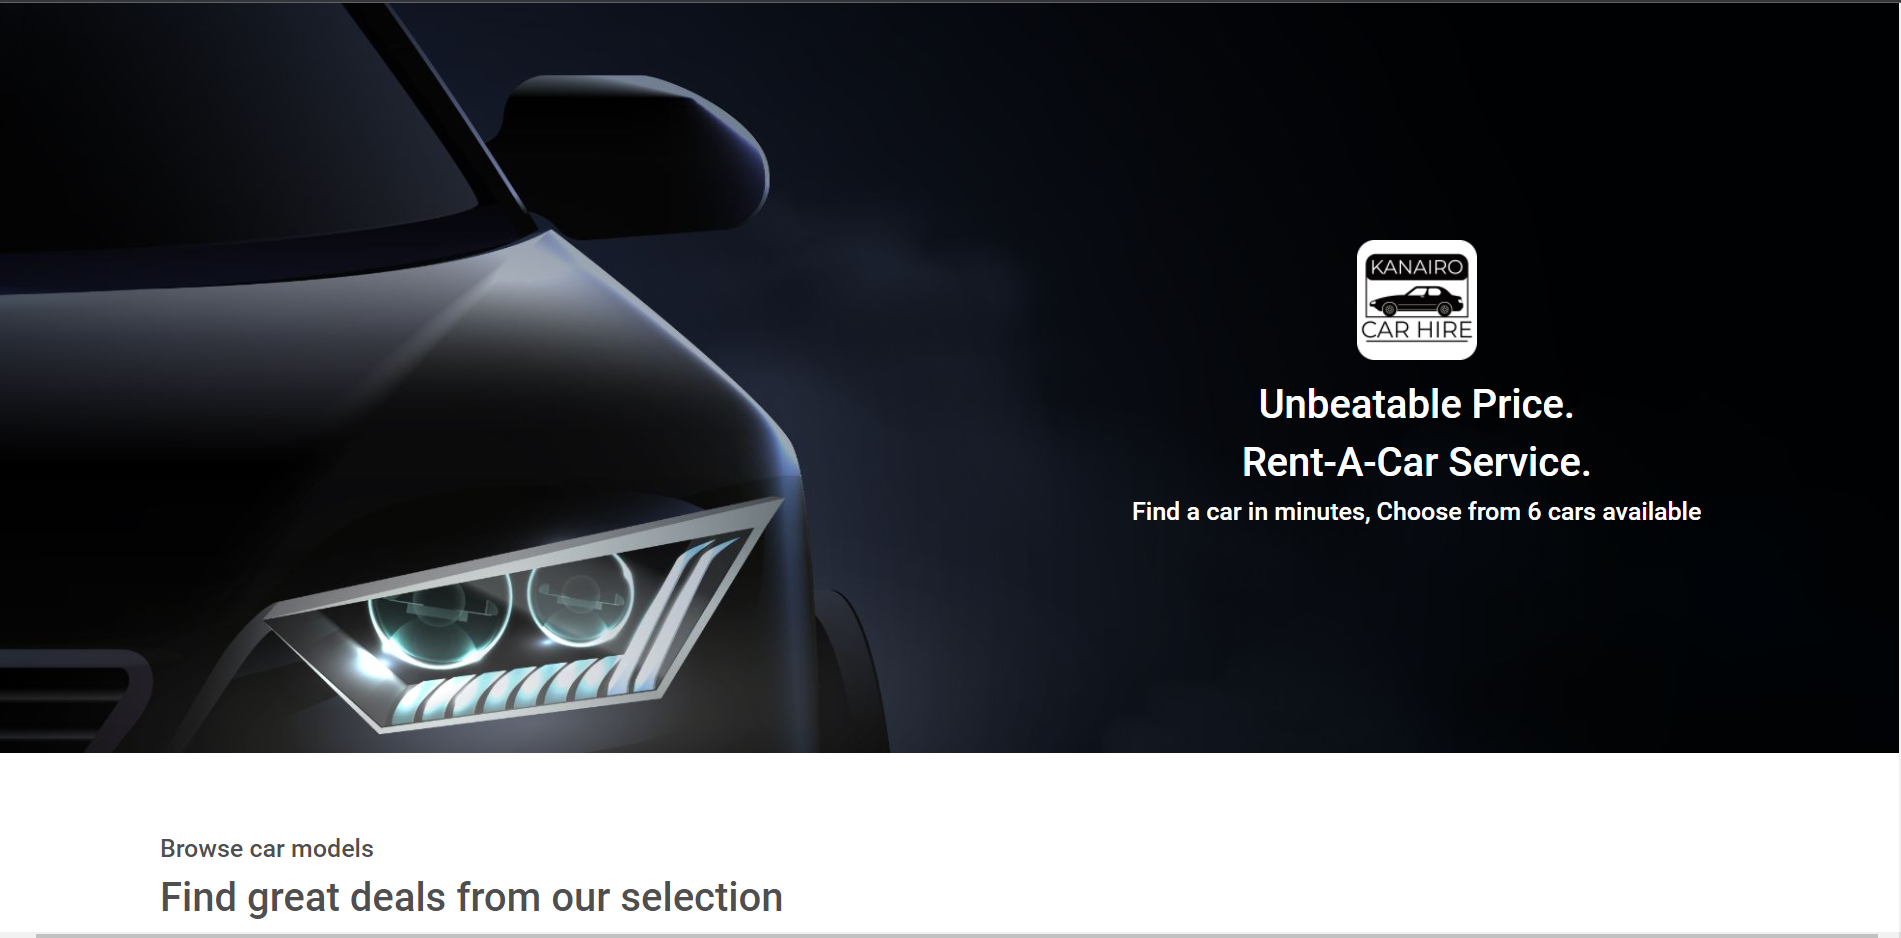 KANAIRO
CAR HIRE
Unbeatable Price.
Rent-A-Car Service.
Find a car in minutes, Choose from 6 cars available
Browse car models
Find great deals from our selection